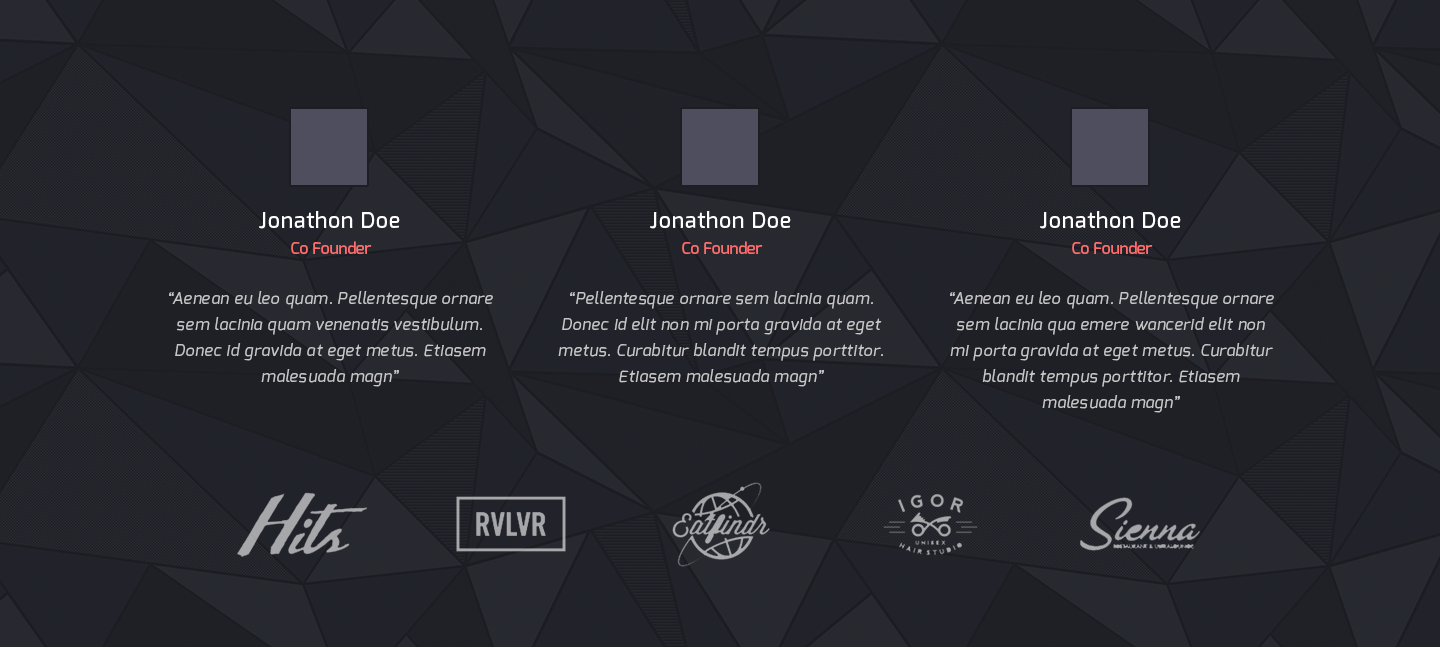 Jonathon Doe
Co Founder
“Aenean eu leo quam. Pellentesque ornare
sem lacinia quam venenatis vestibulum.
Donec id gravida at eget metus. Etiasem
malesuada magn”
Jonathon Doe
Co Founder
“Pellentesque ornare sem lacinia quam.
Donec id elit non mi porta gravida at eget
metus. Curabitur blandit tempus porttitor.
Etiasem malesuada magn”
Jonathon Doe
Co Founder
“Aenean eu leo quam. Pellentesque ornare
sem lacinia qua emere wancerid elit non
mi porta gravida at eget metus. Curabitur
blandit tempus porttitor. Etiasem
malesuada magn”
Hits
RVLVR
Eatfindr
IGOR
UNISEX
HAIR STUDIO
Sienna
RESTAURANT &